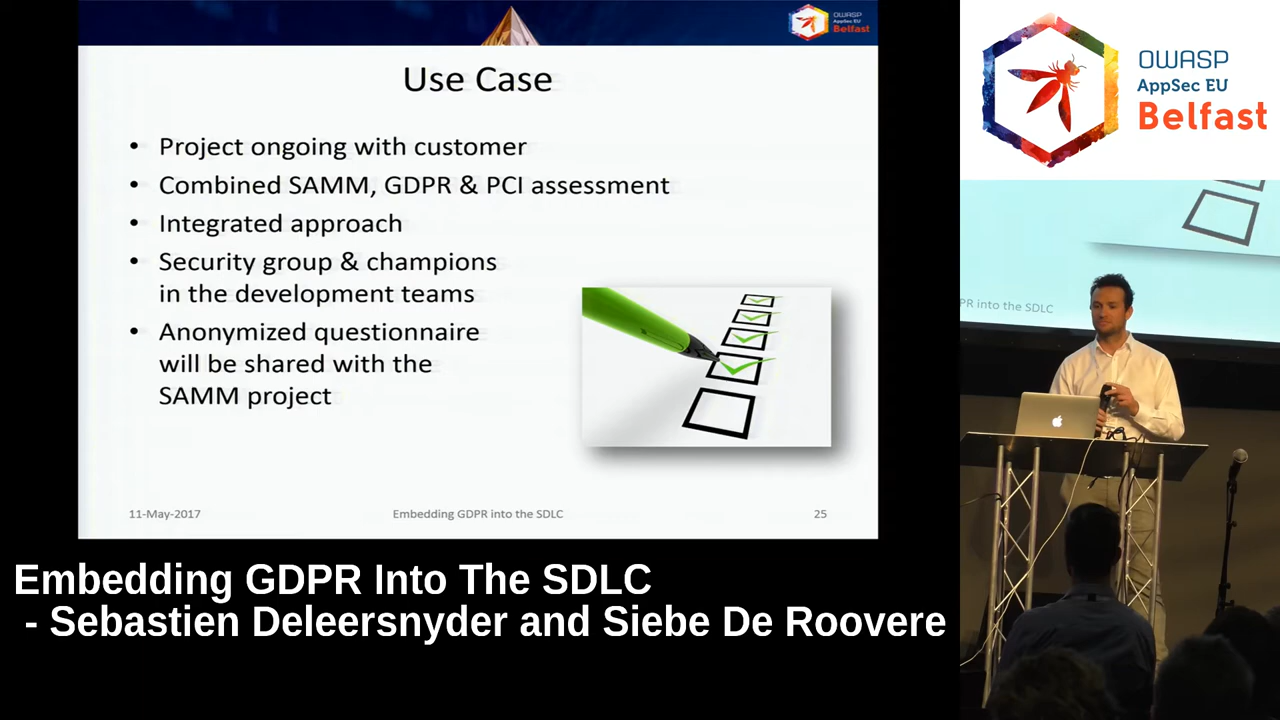 OWASP
AppSec EU
Belfast
Use Case
• Project ongoing with customer
• Combined SAMM, GDPR & PCI assessment
• Integrated approach
• Security group & champions
in the development teams
• Anonymized questionnaire
will be shared with the
SAMM project
11-May-2017
Embedding GDPR into the SDLC
25
Embedding GDPR Into The SDLC
- Sebastien Deleersnyder and Siebe De Roovere
OWASP
AppSec EU
Belfast
PR into the SDLC